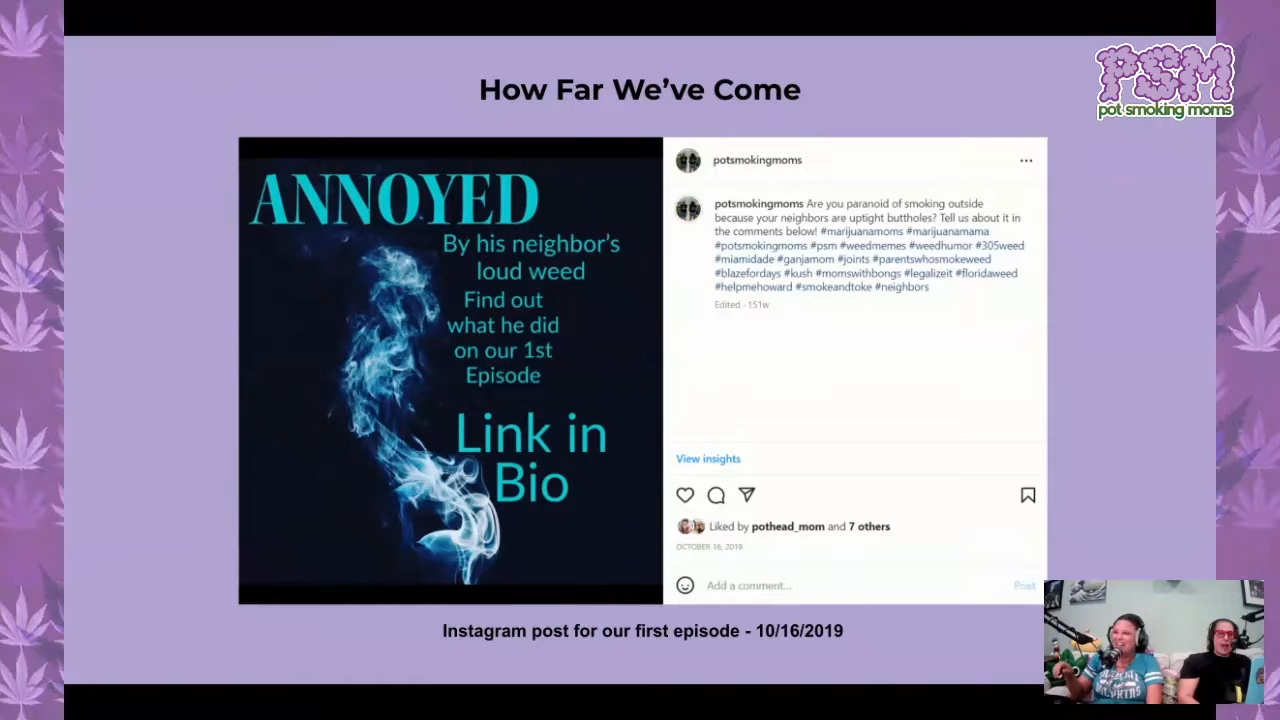 How Far We've Come
PSM
pot smoking moms
ANNOYED
By his neighbor's
loud weed
Find out
what he did
on our 1st
Episode
Link in
Bio
potsmokingmoms
potsmokingmoms Are you paranoid of smoking outside
because your neighbors are uptight buttholes? Tell us about it in
the comments below! #marijuanamoms #marijuanamama
#potsmokingmoms #psm #weedmemes #weedhumor #305weed
#miamidade #ganjamom #joints #parentswhosmokeweed
#blazefordays #kush #momswithbongs #legalizeit #floridaweed
#helpmehoward #smokeandtoke #neighbors
Edited · 151w
View insights
Liked by pothead_mom and 7 others
OCTOBER 16, 2019
Add a comment...
Post
Instagram post for our first episode - 10/16/2019